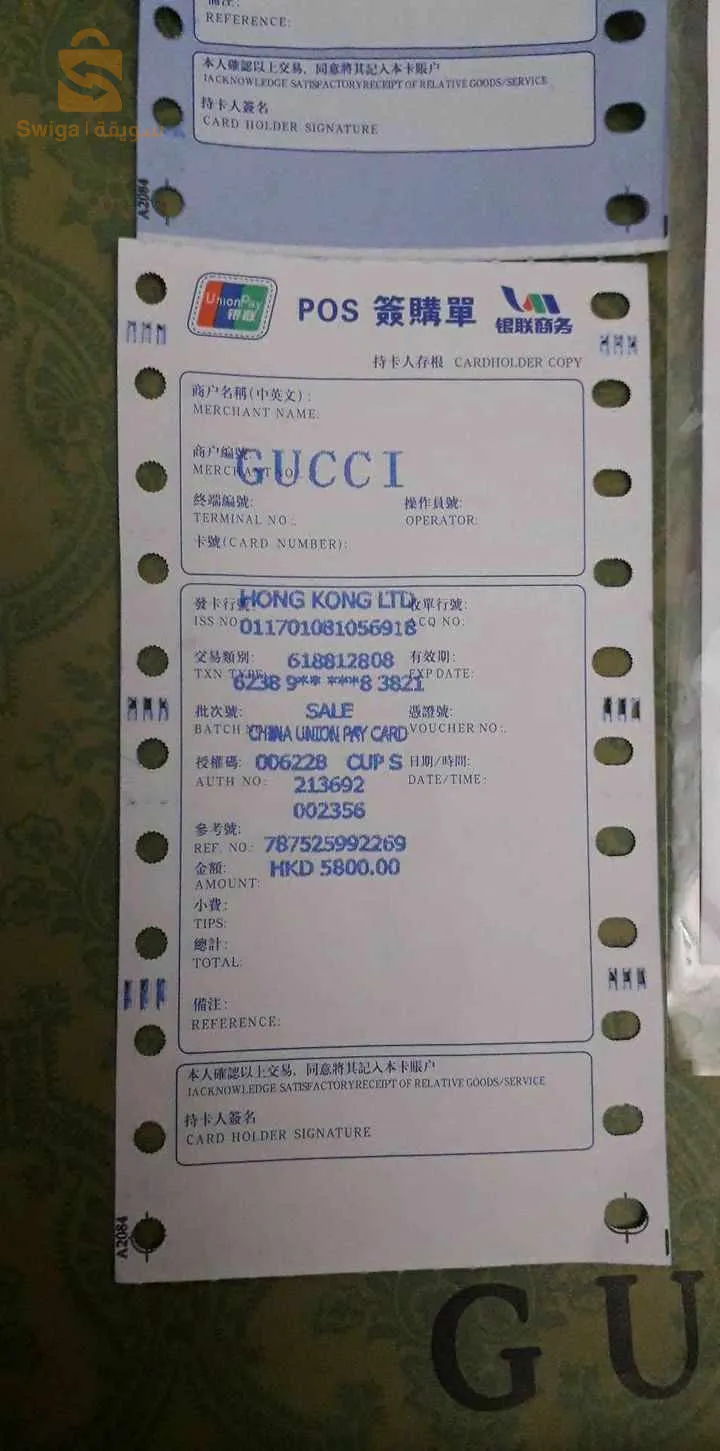 備注:
REFERENCE:
本人確認以上交易, 同意將其記入本卡賬户
IACKNOWLEDGE SATISFACTORYRECEIPT OF RELATIVE GOODS/SERVICE
持卡人簽名
CARD HOLDER SIGNATURE
Swiga | سويقة
A2084
UnionPay
银联
POS 簽購單
银联商务
持卡人存根 CARDHOLDER COPY
商户名稱(中英文):
MERCHANT NAME:
商户編號
MERCHANT NO
GUCCI
終端編號: 操作員號:
TERMINAL NO.: OPERATOR:
卡號(CARD NUMBER):
HONG KONG LTD
發卡行號: 收單行號:
ISS NO ACQ NO:
011701081056918
交易類別: 618812808 有效期:
TXN TYPE: EXP DATE:
6238 9** ***8 3821
批次號: SALE 憑證號:
BATCH VOUCHER NO:.
CHINA UNION PAY CARD
授權碼: 006228 CUP S 日期/時間:
AUTH NO: 213692 DATE/TIME:
002356
參考號:
REF. NO.: 787525992269
金額: HKD 5800.00
AMOUNT:
小費:
TIPS:
總計:
TOTAL:
備注:
REFERENCE:
本人確認以上交易, 同意將其記入本卡賬户
IACKNOWLEDGE SATISFACTORYRECEIPT OF RELATIVE GOODS/SERVICE
持卡人簽名
CARD HOLDER SIGNATURE
A2084
GU